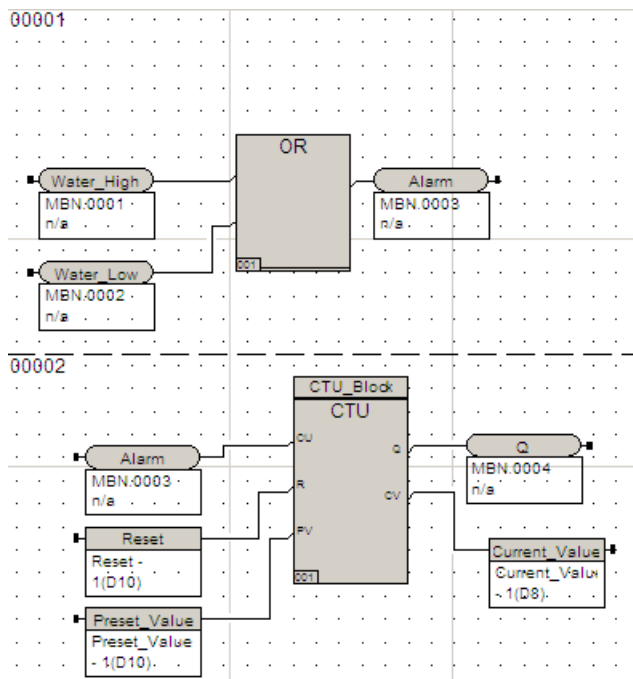 00001
OR
Water_High
MBN.0001
n/a
Alarm
MBN.0003
n/a
Water_Low
MBN.0002
n/a
001
00002
CTU_Block
CTU
CU
Q
Alarm
MBN.0003
n/a
Q
MBN.0004
n/a
R
CV
Reset
Reset -
1(D10)
PV
Current_Value
Current_Value
- 1(D8)
001
Preset_Value
Preset_Value
- 1(D10)